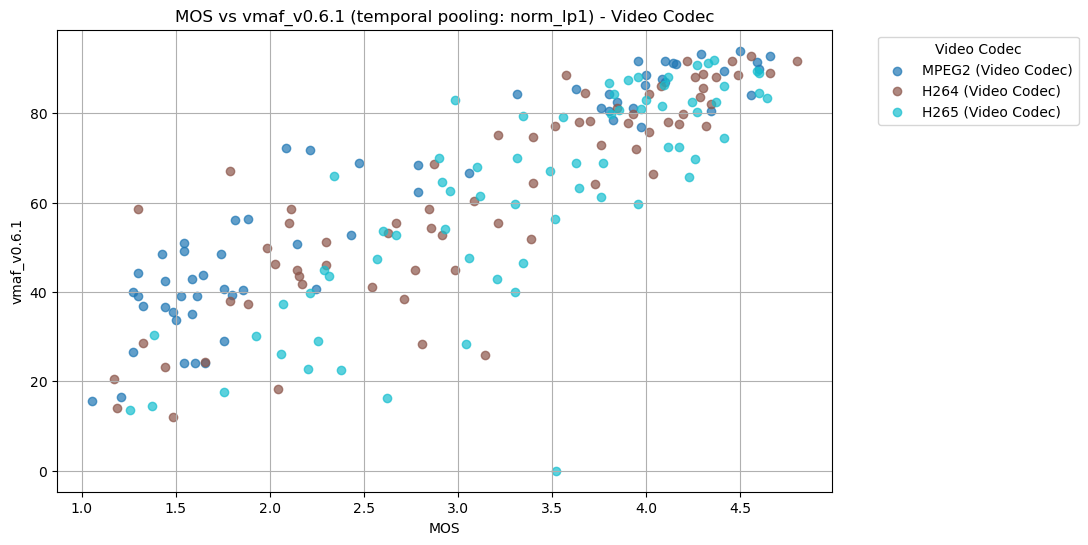 MOS vs vmaf_v0.6.1 (temporal pooling: norm_lp1) - Video Codec
Video Codec
MPEG2 (Video Codec)
H264 (Video Codec)
H265 (Video Codec)
vmaf_v0.6.1
80
60
40
20
0
1.0 1.5 2.0 2.5 3.0 3.5 4.0 4.5
MOS